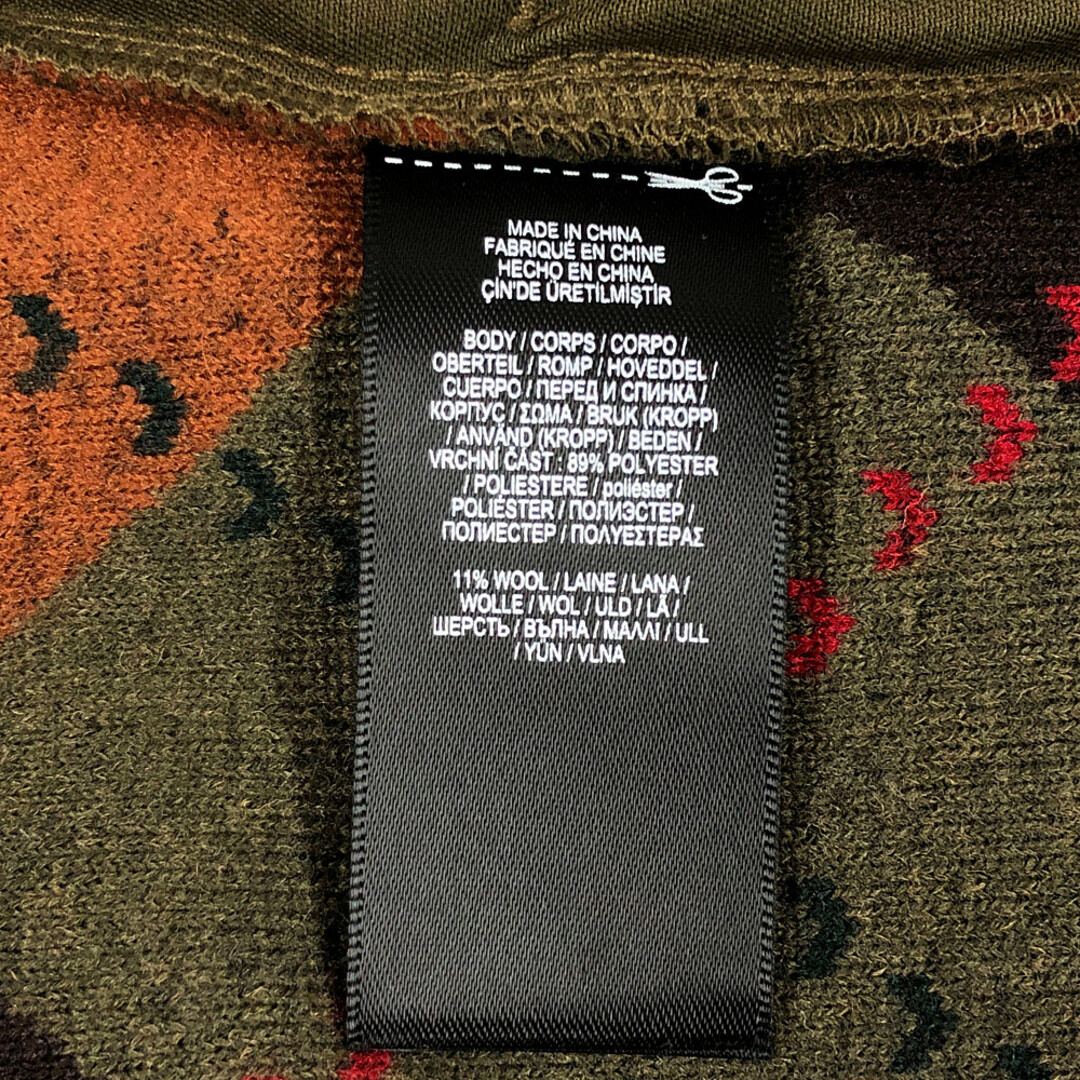 MADE IN CHINA
FABRIQUÉ EN CHINE
HECHO EN CHINA
ÇİN'DE ÜRETİLMİŞTİR
BODY / CORPS / CORPO /
OBERTEIL / ROMP / HOVEDDEL /
CUERPO / ПЕРЕД И СПИНКА /
КОРПУС / ΣΩΜΑ / BRUK (KROPP)
/ ANVÄND (KROPP) / BEDEN /
VRCHNÍ ČÁST : 89% POLYESTER
/ POLIESTERE / poliéster /
POLIÉSTER / ПОЛИЭСТЕР /
ПОЛИЕСТЕР / ΠΟΛΥΕΣΤΕΡΑΣ
11% WOOL / LAINE / LANA /
WOLLE / WOL / ULD / LÃ /
ШЕРСТЬ / ВЪЛНА / ΜΑΛΛΙ / ULL
/ YÜN / VLNA